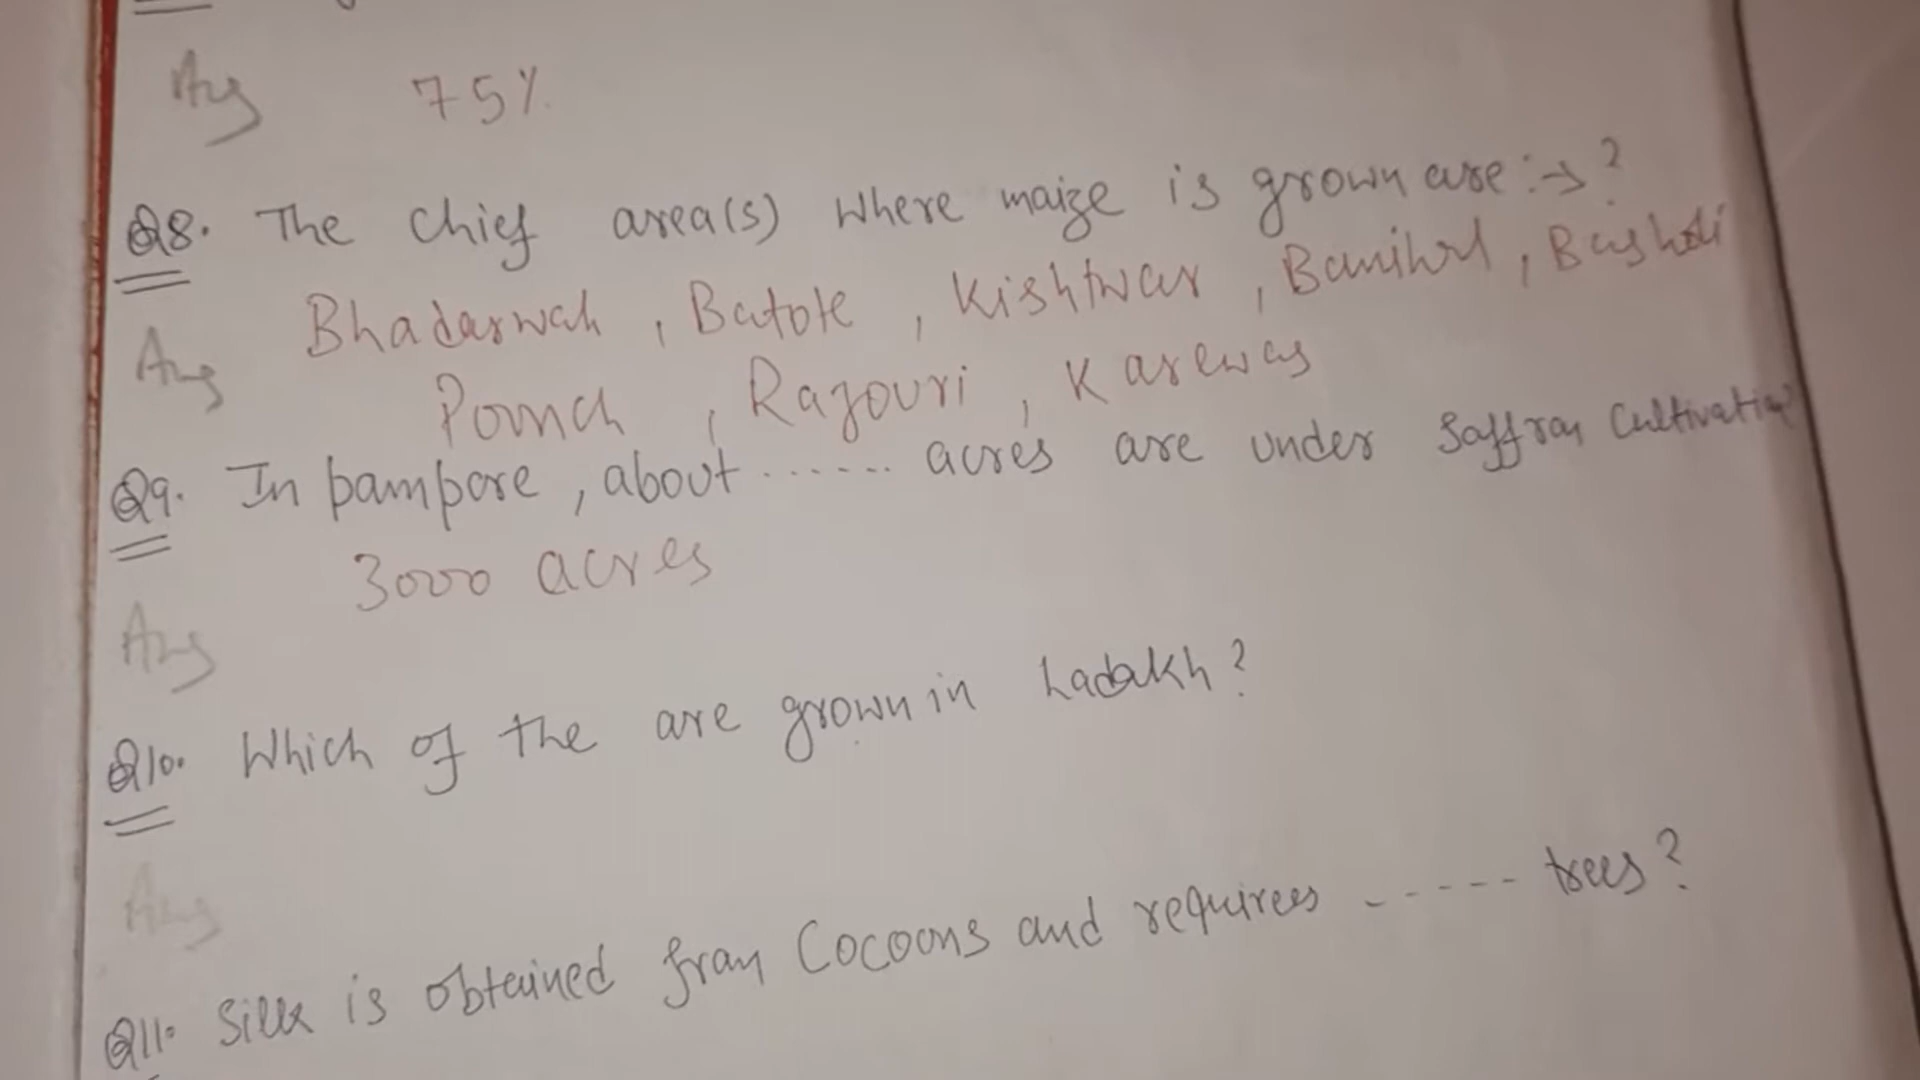 Ans 75%
Q8. The chief area(s) where maize is grown are :→ ?
Ans Bhadarwah , Batote , Kishtwar , Banihal , Basholi
Poonch , Rajouri , Karewas
Q9. In pampore , about ...... acres are under Saffron Cultivation?
Ans 3000 acres
Q10. Which of the are grown in Ladakh ?
Ans
Q11. Silk is obtained from Cocoons and requirees ------ trees ?